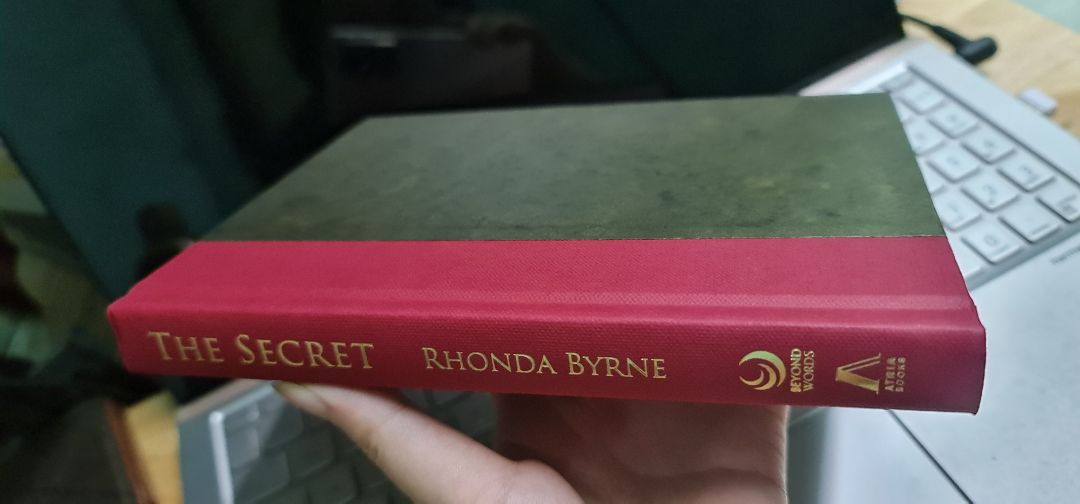 THE SECRET
RHONDA BYRNE
BEYOND
WORDS
ATRIA
BOOKS